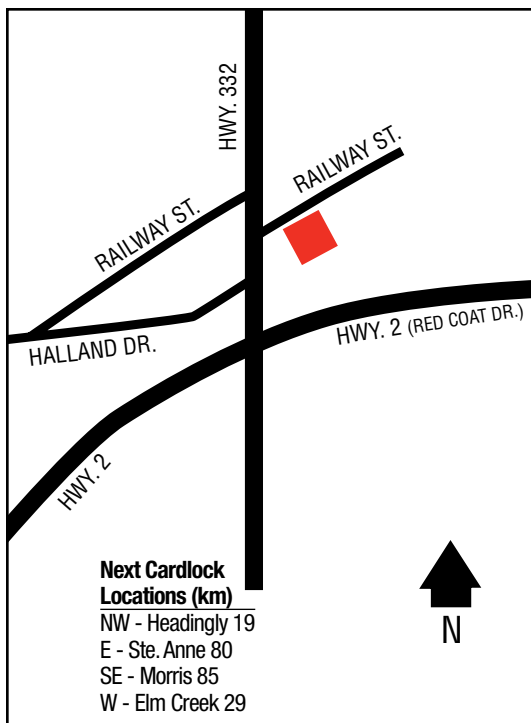 HWY. 332
RAILWAY ST.
RAILWAY ST.
HALLAND DR.
HWY. 2 (RED COAT DR.)
HWY. 2
Next Cardlock
Locations (km)
NW - Headingly 19
E - Ste. Anne 80
SE - Morris 85
W - Elm Creek 29
N